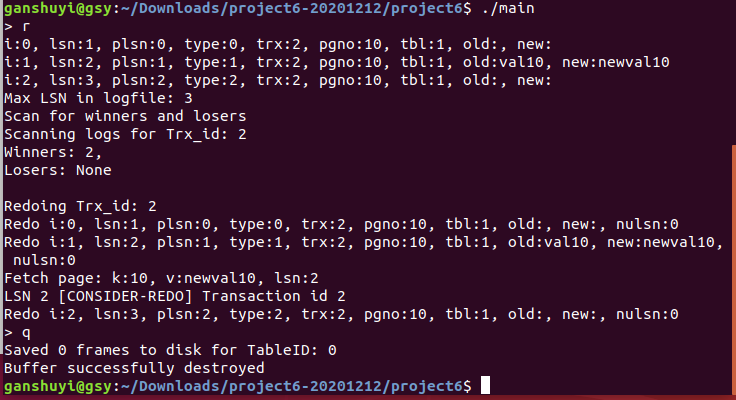 ganshuyi@gsy:~/Downloads/project6-20201212/project6$ ./main
> r
i:0, lsn:1, plsn:0, type:0, trx:2, pgno:10, tbl:1, old:, new:
i:1, lsn:2, plsn:1, type:1, trx:2, pgno:10, tbl:1, old:val10, new:newval10
i:2, lsn:3, plsn:2, type:2, trx:2, pgno:10, tbl:1, old:, new:
Max LSN in logfile: 3
Scan for winners and losers
Scanning logs for Trx_id: 2
Winners: 2,
Losers: None

Redoing Trx_id: 2
Redo i:0, lsn:1, plsn:0, type:0, trx:2, pgno:10, tbl:1, old:, new:, nulsn:0
Redo i:1, lsn:2, plsn:1, type:1, trx:2, pgno:10, tbl:1, old:val10, new:newval10,
 nulsn:0
Fetch page: k:10, v:newval10, lsn:2
LSN 2 [CONSIDER-REDO] Transaction id 2
Redo i:2, lsn:3, plsn:2, type:2, trx:2, pgno:10, tbl:1, old:, new:, nulsn:0
> q
Saved 0 frames to disk for TableID: 0
Buffer successfully destroyed
ganshuyi@gsy:~/Downloads/project6-20201212/project6$